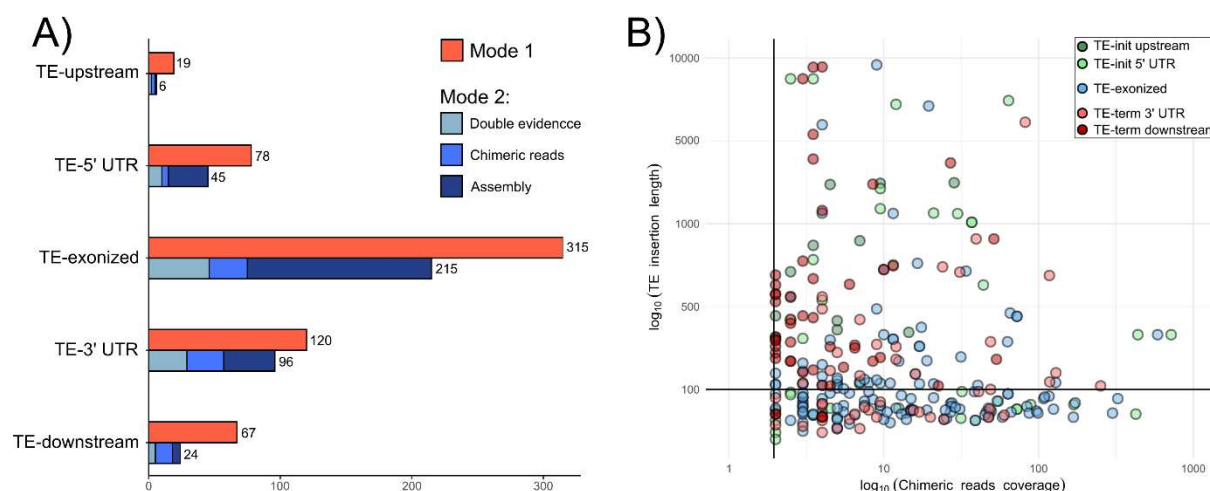 A)
Mode 1
Mode 2:
Double evidencce
Chimeric reads
Assembly
TE-upstream
19
6
TE-5' UTR
78
45
TE-exonized
315
215
TE-3' UTR
120
96
TE-downstream
67
24
0
100
200
300
B)
TE-init upstream
TE-init 5' UTR
TE-exonized
TE-term 3' UTR
TE-term downstream
log₁₀(TE insertion length)
10000
5000
1000
500
100
1
10
100
1000
log₁₀(Chimeric reads coverage)